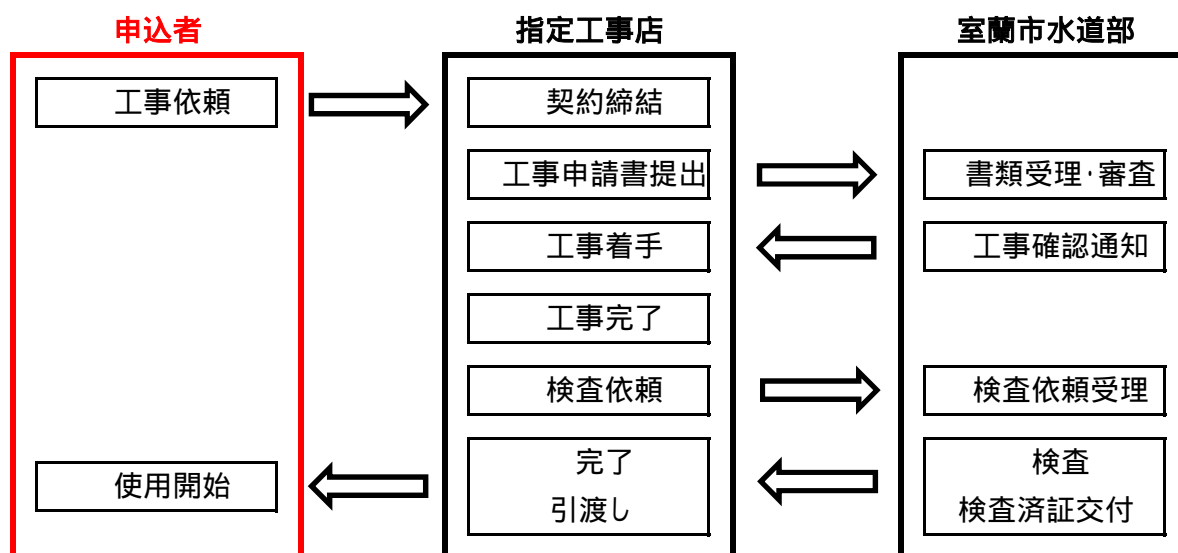 申込者
指定工事店
室蘭市水道部
工事依頼
契約締結
工事申請書提出
書類受理・審査
工事着手
工事確認通知
工事完了
検査依頼
検査依頼受理
使用開始
完了
引渡し
検査
検査済証交付